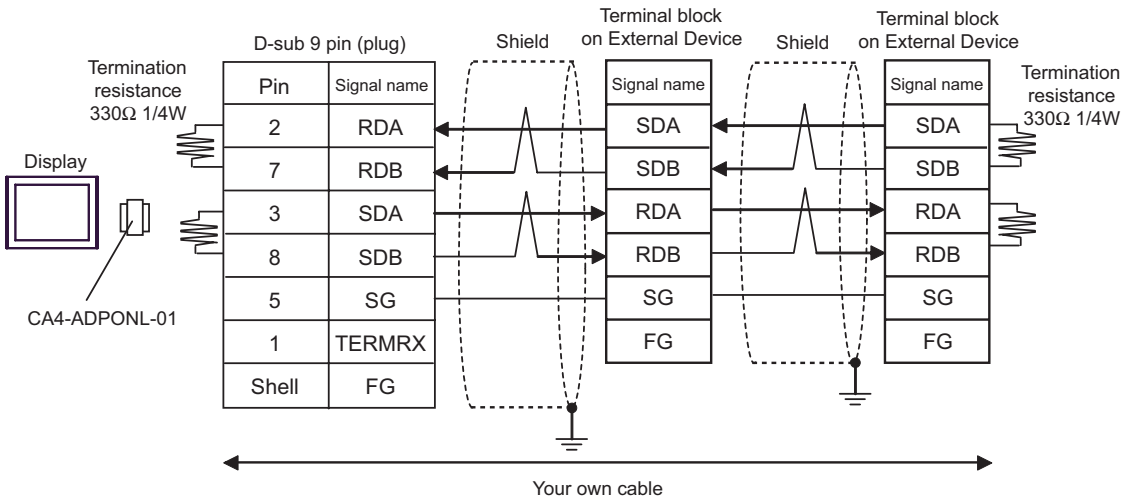 Terminal block
on External Device
Terminal block
on External Device
D-sub 9 pin (plug)
Shield
Shield
Termination
resistance
330Ω 1/4W
Termination
resistance
330Ω 1/4W
Display
CA4-ADPONL-01
Pin Signal name
2 RDA
7 RDB
3 SDA
8 SDB
5 SG
1 TERMRX
Shell FG
Signal name
SDA
SDB
RDA
RDB
SG
FG
Signal name
SDA
SDB
RDA
RDB
SG
FG
Your own cable